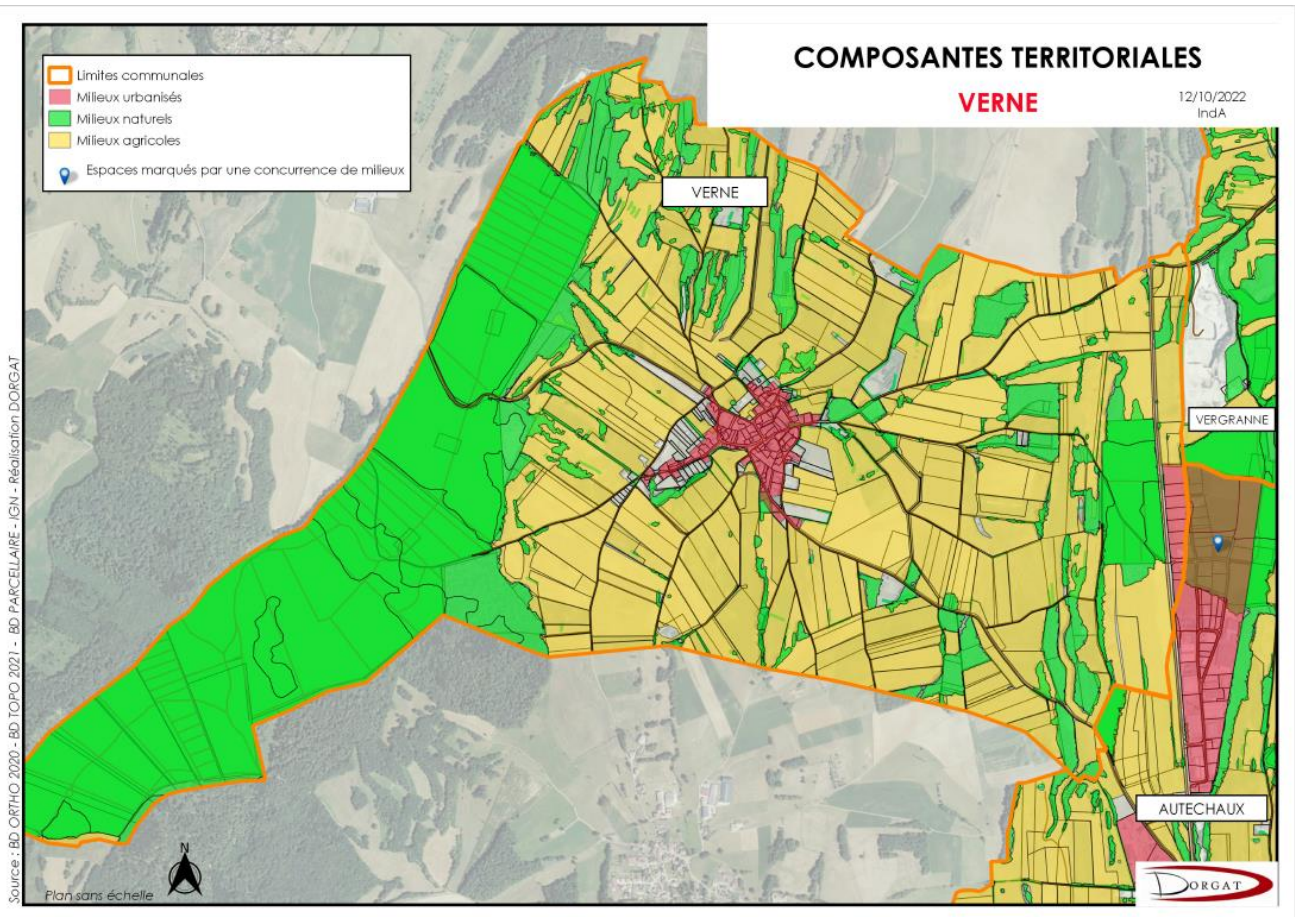 COMPOSANTES TERRITORIALES
VERNE
12/10/2022
IndA
Limites communales
Milieux urbanisés
Milieux naturels
Milieux agricoles
Espaces marqués par une concurrence de milieux
VERNE
VERGRANNE
AUTECHAUX
Source : BD ORTHO 2020 - BD TOPO 2021 - BD PARCELLAIRE - IGN - Réalisation DORGAT
N
Plan sans échelle
DORGAT